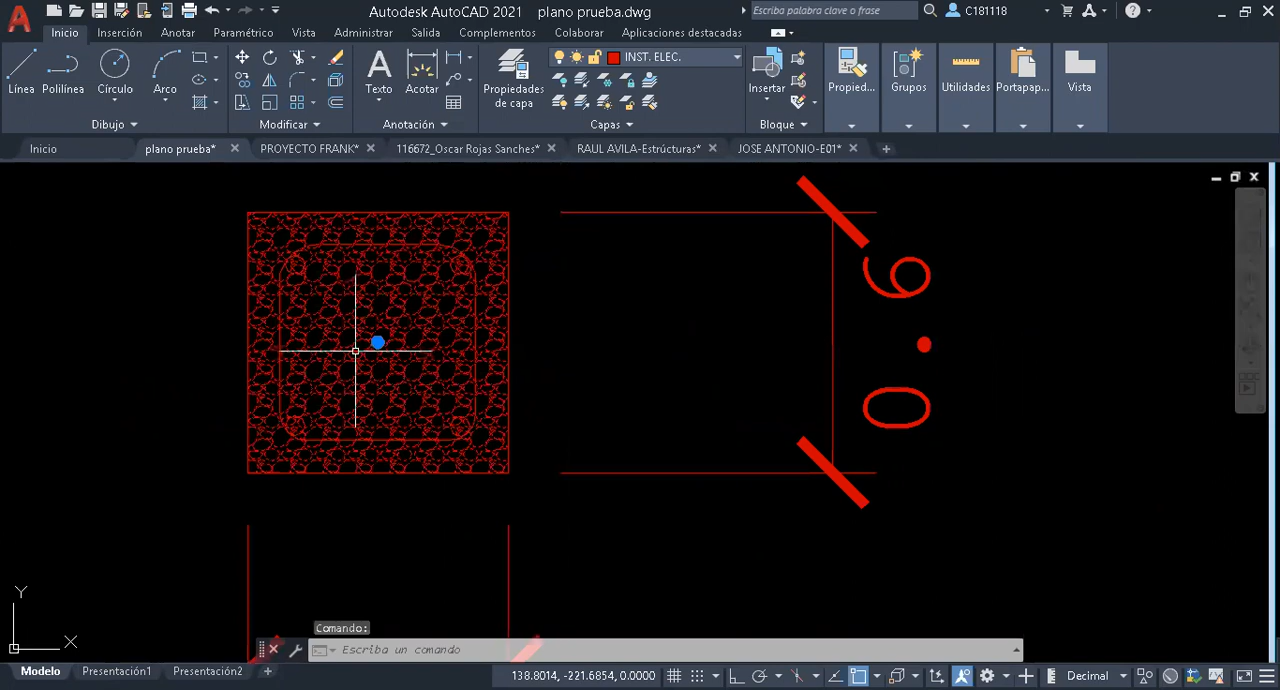 Autodesk AutoCAD 2021 plano prueba.dwg
Escriba palabra clave o frase
C181118
Inicio Inserción Anotar Paramétrico Vista Administrar Salida Complementos Colaborar Aplicaciones destacadas
INST. ELEC.
Línea Polilínea Círculo Arco Texto Acotar Propiedades de capa Insertar Propied... Grupos Utilidades Portapap... Vista
Dibujo Modificar Anotación Capas Bloque
Inicio plano prueba* PROYECTO FRANK* 116672_Oscar Rojas Sanches* RAUL AVILA-Estrúcturas* JOSE ANTONIO-E01*
0.6
Y
X
Comando:
Escriba un comando
Modelo Presentación1 Presentación2 + 138.8014, -221.6854, 0.0000 Decimal